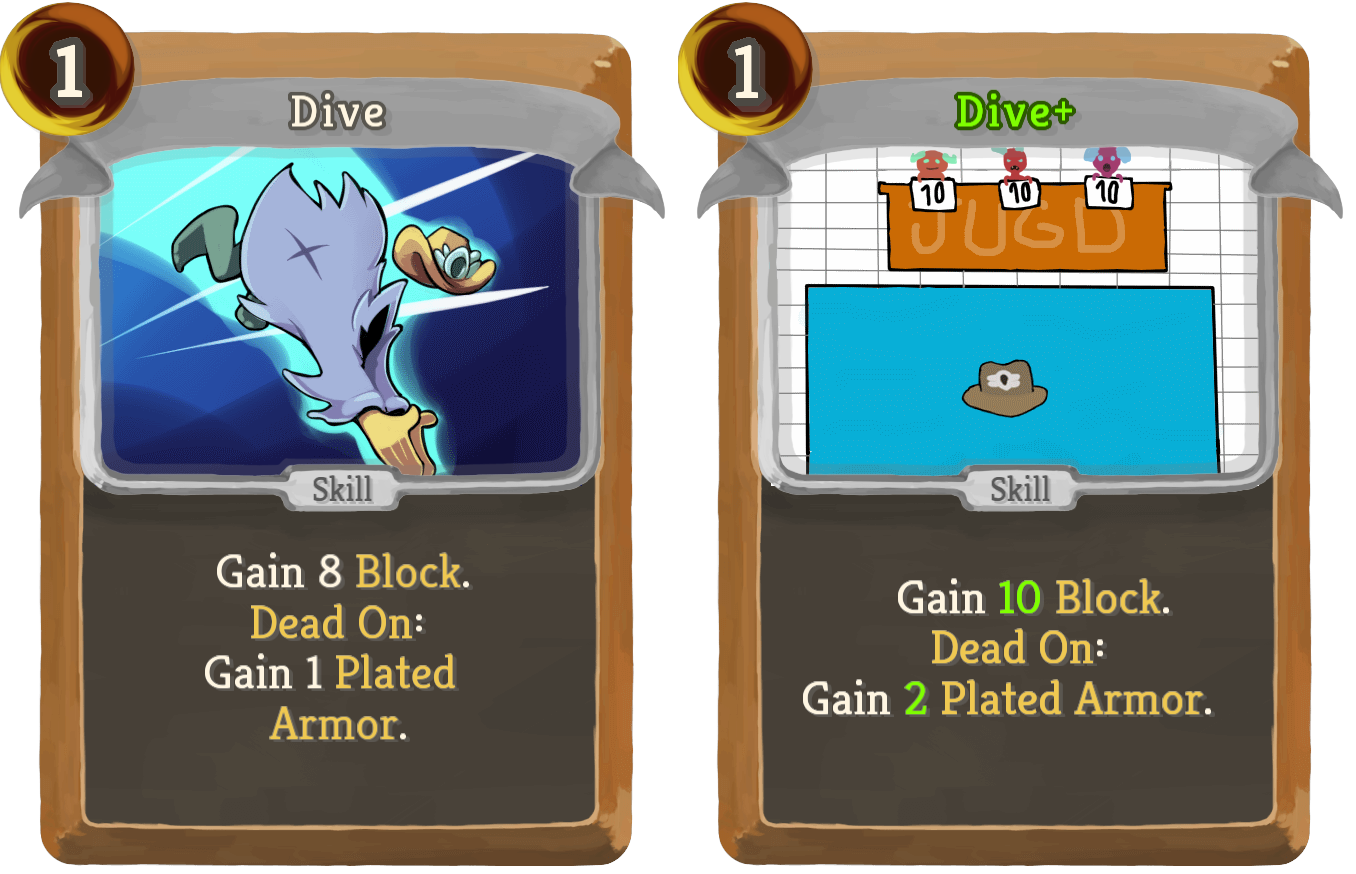 1
Dive
Skill
Gain 8 Block.
Dead On:
Gain 1 Plated
Armor.
1
Dive+
10 10 10
JUGD
Skill
Gain 10 Block.
Dead On:
Gain 2 Plated Armor.